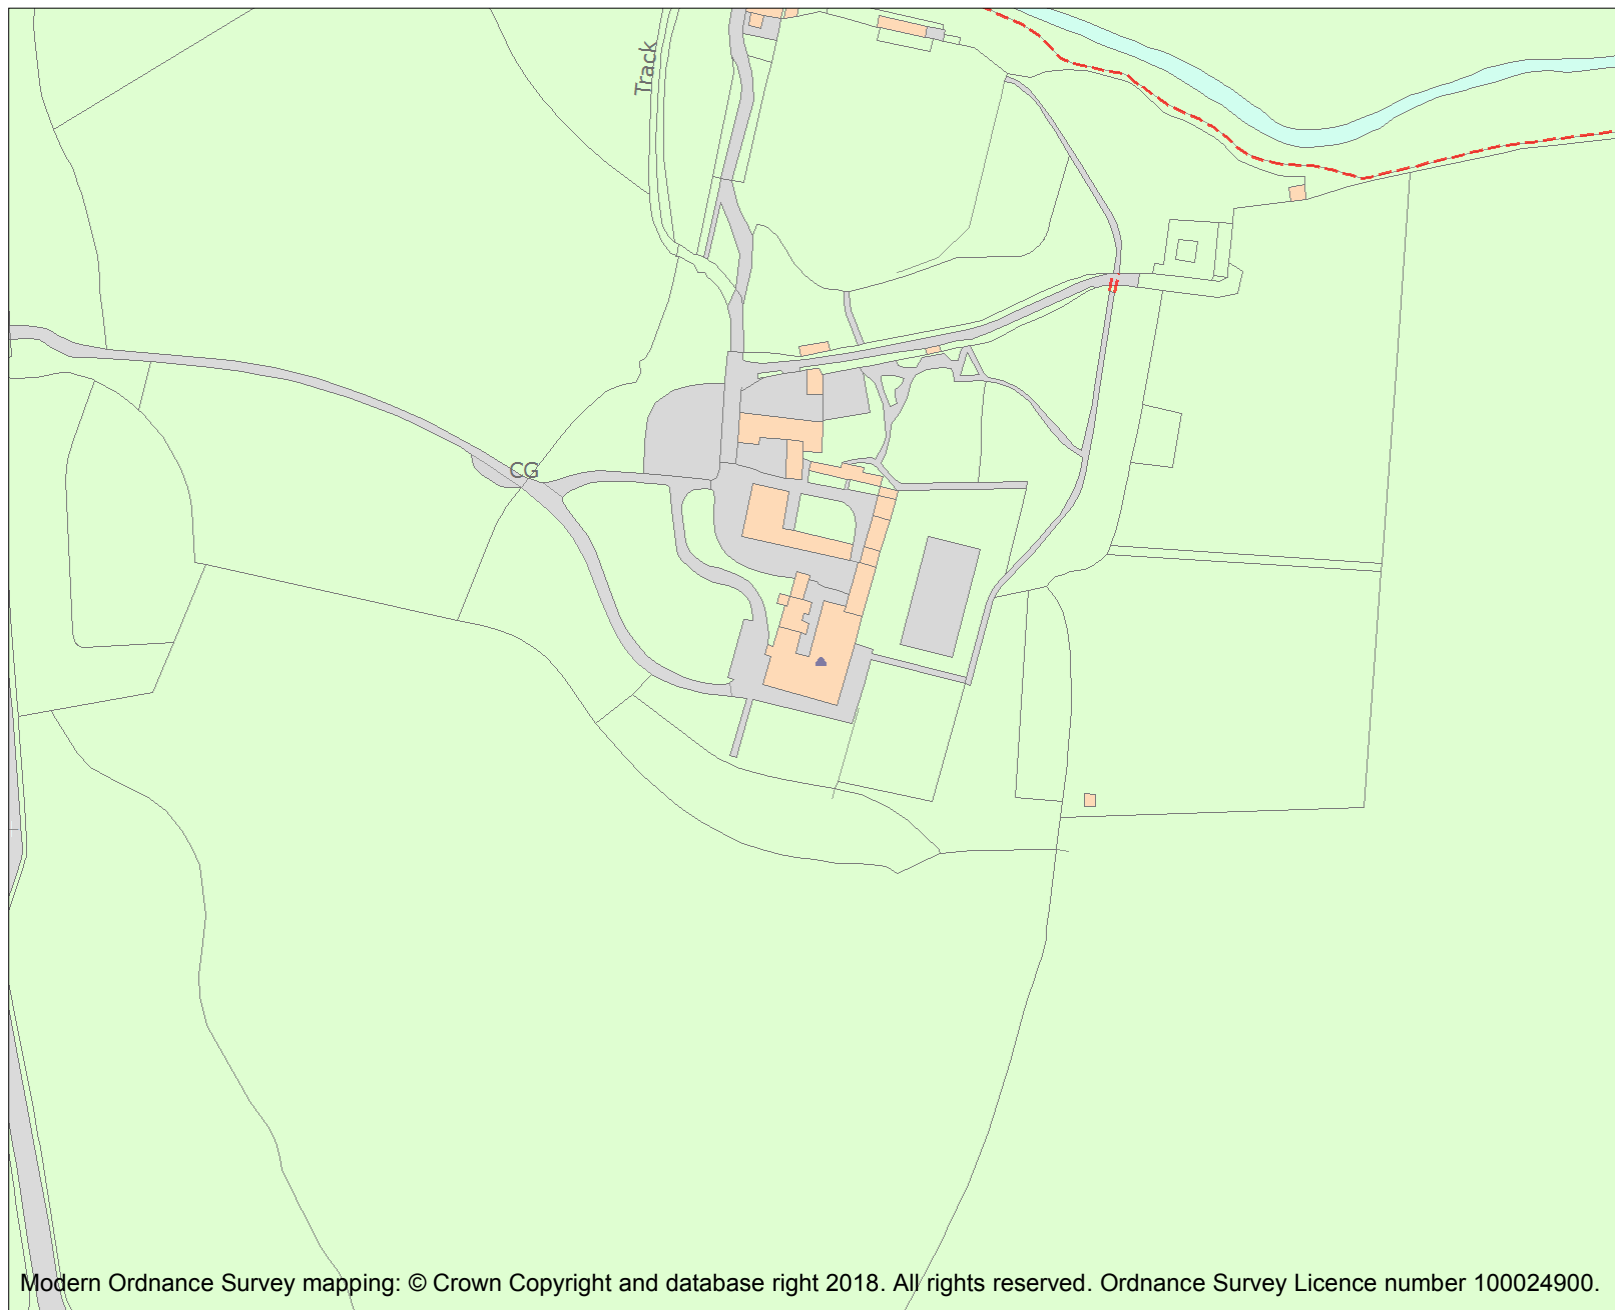 Track
CG
Modern Ordnance Survey mapping: © Crown Copyright and database right 2018. All rights reserved. Ordnance Survey Licence number 100024900.